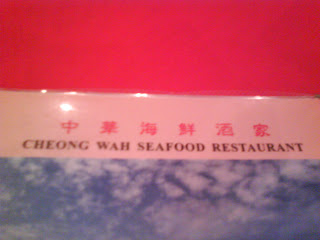 中華海鮮酒家
CHEONG WAH SEAFOOD RESTAURANT